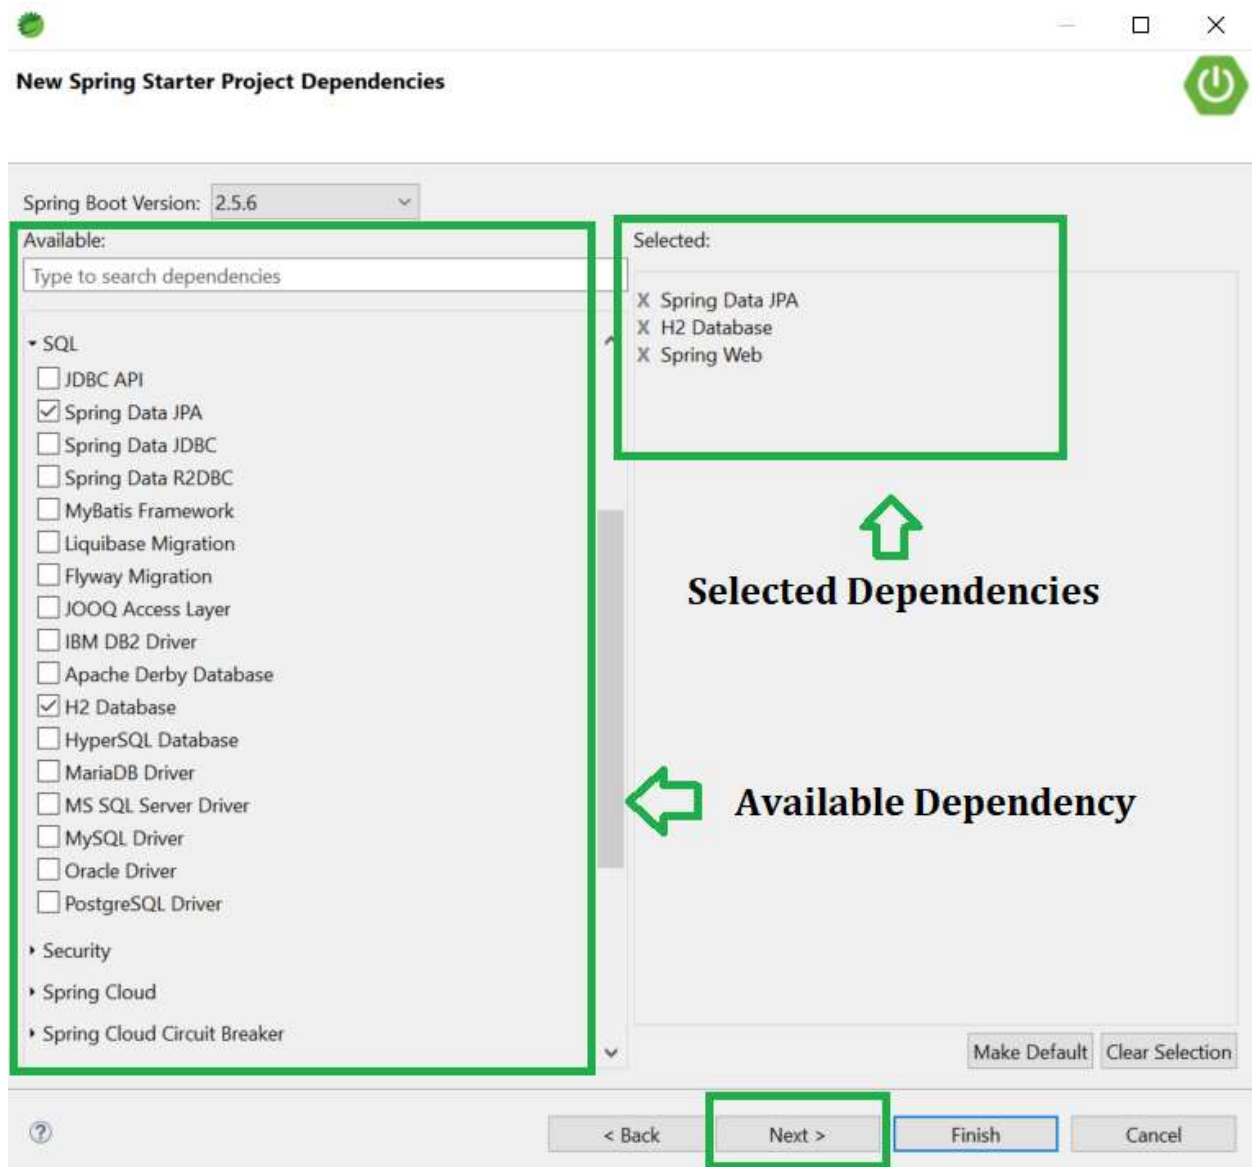 New Spring Starter Project Dependencies
Spring Boot Version: 2.5.6
Available:
Type to search dependencies
SQL
JDBC API
Spring Data JPA
Spring Data JDBC
Spring Data R2DBC
MyBatis Framework
Liquibase Migration
Flyway Migration
JOOQ Access Layer
IBM DB2 Driver
Apache Derby Database
H2 Database
HyperSQL Database
MariaDB Driver
MS SQL Server Driver
MySQL Driver
Oracle Driver
PostgreSQL Driver
Security
Spring Cloud
Spring Cloud Circuit Breaker
Selected:
X Spring Data JPA
X H2 Database
X Spring Web
Selected Dependencies
Available Dependency
Make Default Clear Selection
? < Back Next > Finish Cancel